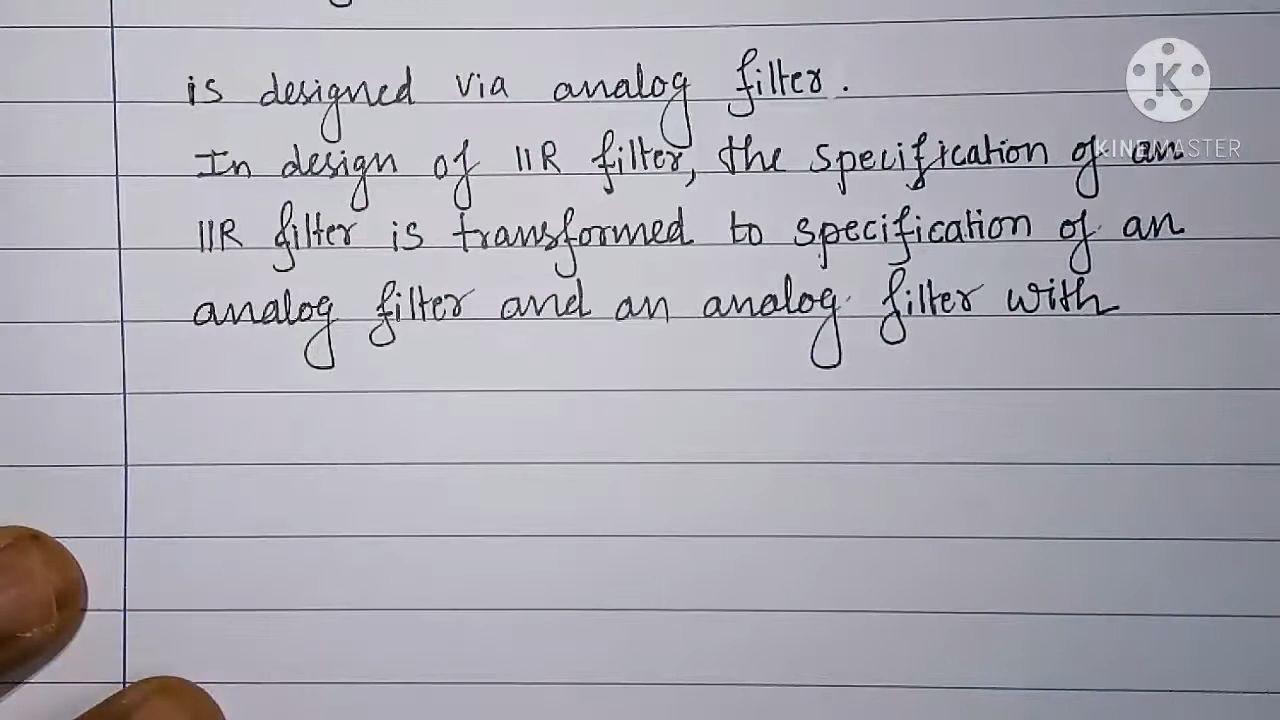 is designed via analog filter.
In design of IIR filter, the specification of an
IIR filter is transformed to specification of an
analog filter and an analog filter with
K
KINEMASTER